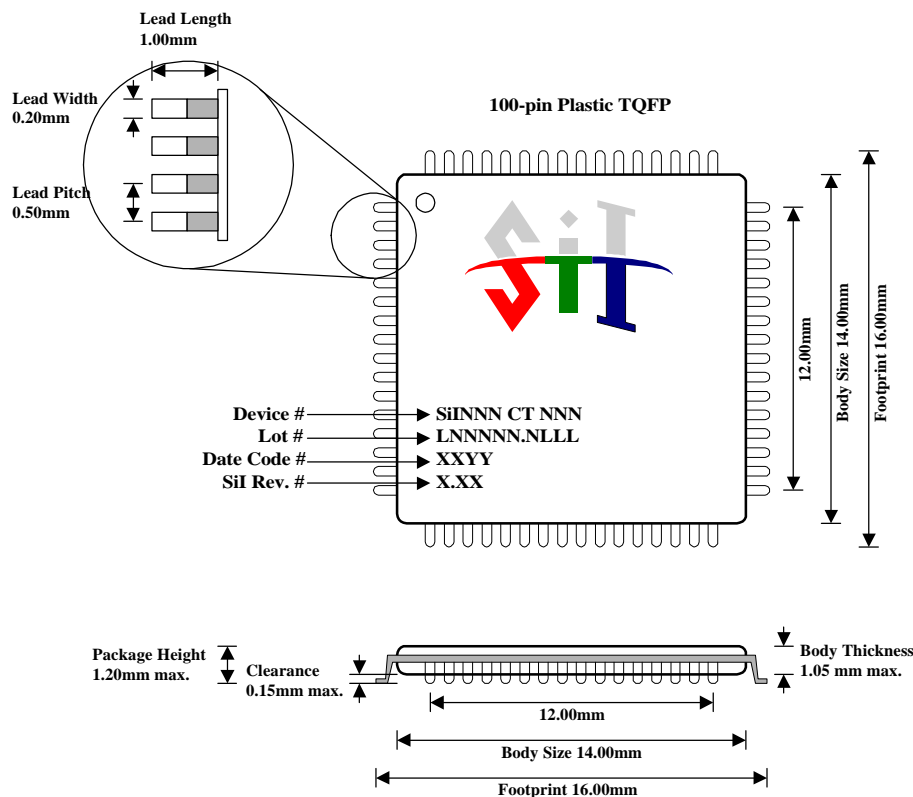 Lead Length
1.00mm
Lead Width
0.20mm
100-pin Plastic TQFP
Lead Pitch
0.50mm
SiI
12.00mm
Body Size 14.00mm
Footprint 16.00mm
Device # SiINNN CT NNN
Lot # LNNNNN.NLLL
Date Code # XXYY
SiI Rev. # X.XX
Package Height
1.20mm max.
Clearance
0.15mm max.
Body Thickness
1.05 mm max.
12.00mm
Body Size 14.00mm
Footprint 16.00mm